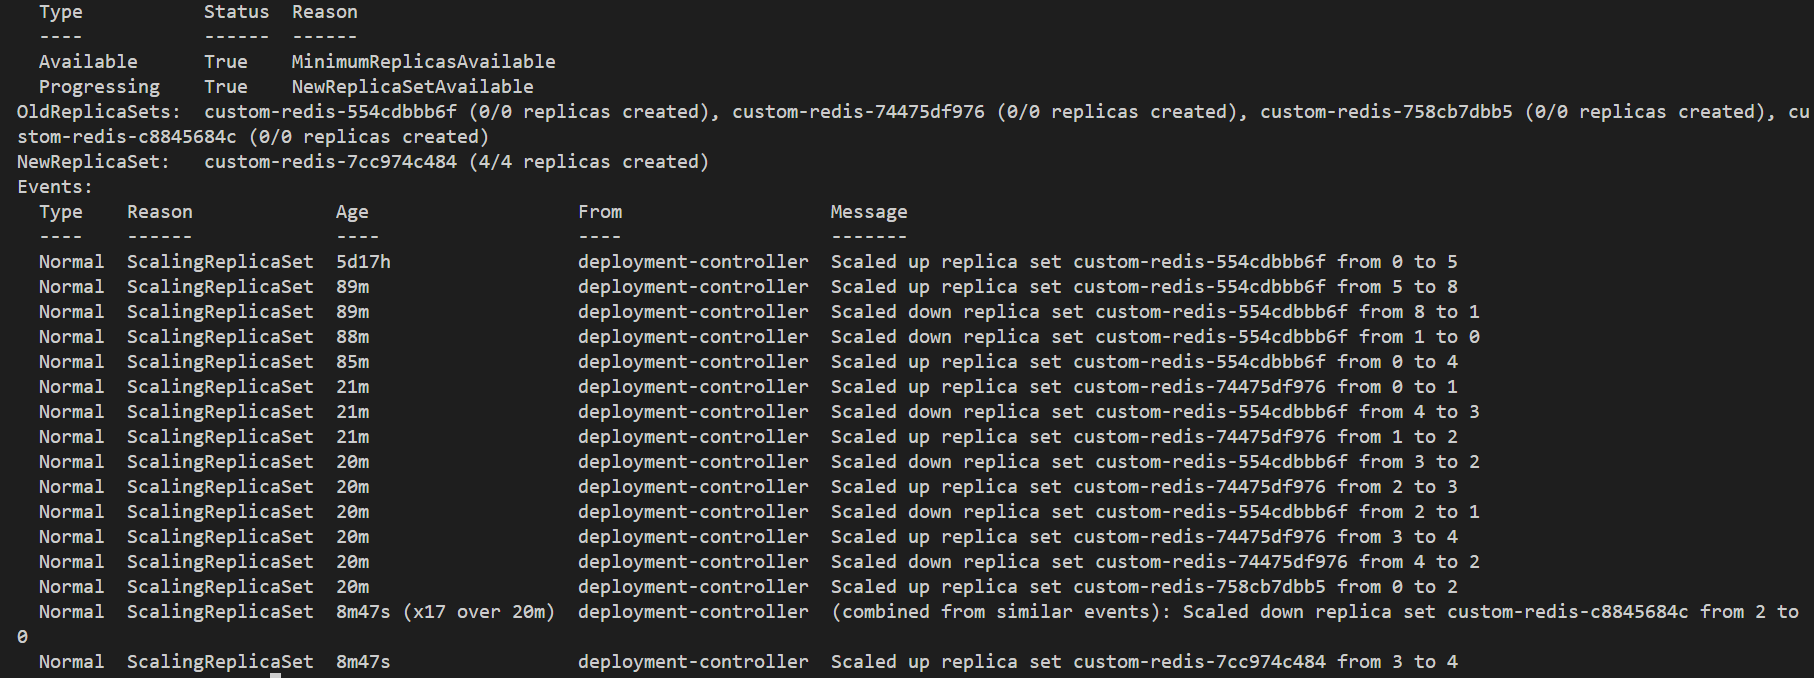 Type           Status  Reason
----           ------  ------
Available      True    MinimumReplicasAvailable
Progressing    True    NewReplicaSetAvailable
OldReplicaSets:  custom-redis-554cdbbb6f (0/0 replicas created), custom-redis-74475df976 (0/0 replicas created), custom-redis-758cb7dbb5 (0/0 replicas created), cu
stom-redis-c8845684c (0/0 replicas created)
NewReplicaSet:   custom-redis-7cc974c484 (4/4 replicas created)
Events:
Type    Reason             Age                   From                   Message
----    ------             ----                  ----                   -------
Normal  ScalingReplicaSet  5d17h                 deployment-controller  Scaled up replica set custom-redis-554cdbbb6f from 0 to 5
Normal  ScalingReplicaSet  89m                   deployment-controller  Scaled up replica set custom-redis-554cdbbb6f from 5 to 8
Normal  ScalingReplicaSet  89m                   deployment-controller  Scaled down replica set custom-redis-554cdbbb6f from 8 to 1
Normal  ScalingReplicaSet  88m                   deployment-controller  Scaled down replica set custom-redis-554cdbbb6f from 1 to 0
Normal  ScalingReplicaSet  85m                   deployment-controller  Scaled up replica set custom-redis-554cdbbb6f from 0 to 4
Normal  ScalingReplicaSet  21m                   deployment-controller  Scaled up replica set custom-redis-74475df976 from 0 to 1
Normal  ScalingReplicaSet  21m                   deployment-controller  Scaled down replica set custom-redis-554cdbbb6f from 4 to 3
Normal  ScalingReplicaSet  21m                   deployment-controller  Scaled up replica set custom-redis-74475df976 from 1 to 2
Normal  ScalingReplicaSet  20m                   deployment-controller  Scaled down replica set custom-redis-554cdbbb6f from 3 to 2
Normal  ScalingReplicaSet  20m                   deployment-controller  Scaled up replica set custom-redis-74475df976 from 2 to 3
Normal  ScalingReplicaSet  20m                   deployment-controller  Scaled down replica set custom-redis-554cdbbb6f from 2 to 1
Normal  ScalingReplicaSet  20m                   deployment-controller  Scaled up replica set custom-redis-74475df976 from 3 to 4
Normal  ScalingReplicaSet  20m                   deployment-controller  Scaled down replica set custom-redis-74475df976 from 4 to 2
Normal  ScalingReplicaSet  20m                   deployment-controller  Scaled up replica set custom-redis-758cb7dbb5 from 0 to 2
Normal  ScalingReplicaSet  8m47s (x17 over 20m)  deployment-controller  (combined from similar events): Scaled down replica set custom-redis-c8845684c from 2 to
0
Normal  ScalingReplicaSet  8m47s                 deployment-controller  Scaled up replica set custom-redis-7cc974c484 from 3 to 4